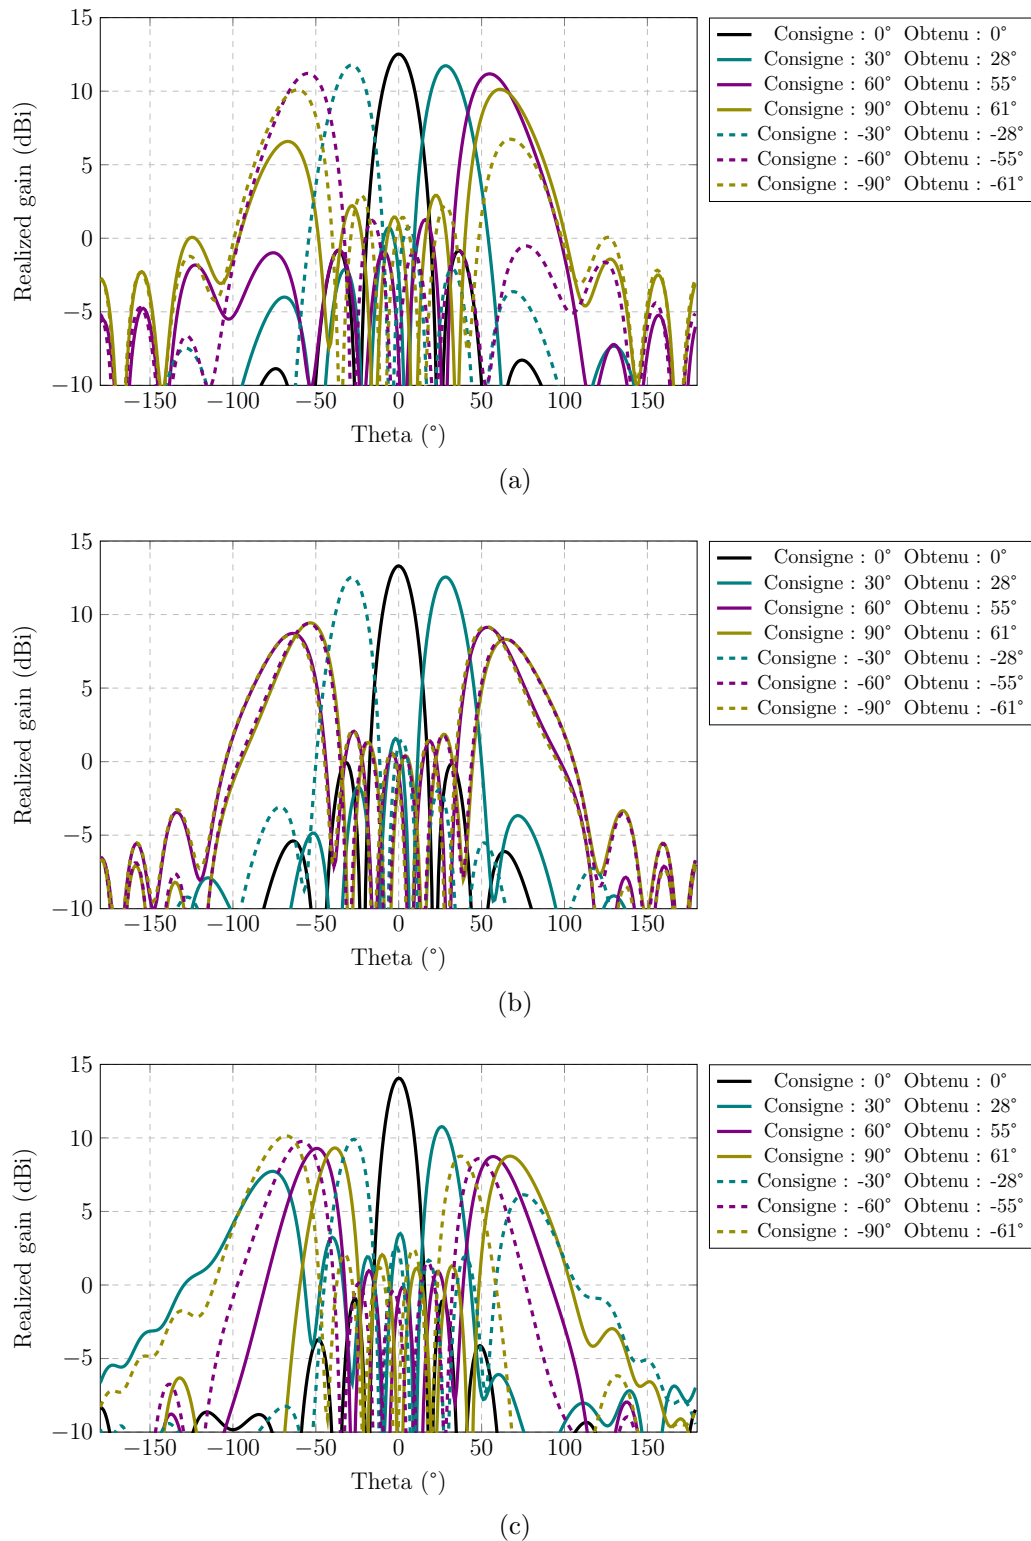 15
10
5
0
−5
−10
−150 −100 −50 0 50 100 150
Theta (°)
Realized gain (dBi)
Consigne : 0° Obtenu : 0°
Consigne : 30° Obtenu : 28°
Consigne : 60° Obtenu : 55°
Consigne : 90° Obtenu : 61°
Consigne : -30° Obtenu : -28°
Consigne : -60° Obtenu : -55°
Consigne : -90° Obtenu : -61°
(a)
15
10
5
0
−5
−10
−150 −100 −50 0 50 100 150
Theta (°)
Realized gain (dBi)
Consigne : 0° Obtenu : 0°
Consigne : 30° Obtenu : 28°
Consigne : 60° Obtenu : 55°
Consigne : 90° Obtenu : 61°
Consigne : -30° Obtenu : -28°
Consigne : -60° Obtenu : -55°
Consigne : -90° Obtenu : -61°
(b)
15
10
5
0
−5
−10
−150 −100 −50 0 50 100 150
Theta (°)
Realized gain (dBi)
Consigne : 0° Obtenu : 0°
Consigne : 30° Obtenu : 28°
Consigne : 60° Obtenu : 55°
Consigne : 90° Obtenu : 61°
Consigne : -30° Obtenu : -28°
Consigne : -60° Obtenu : -55°
Consigne : -90° Obtenu : -61°
(c)